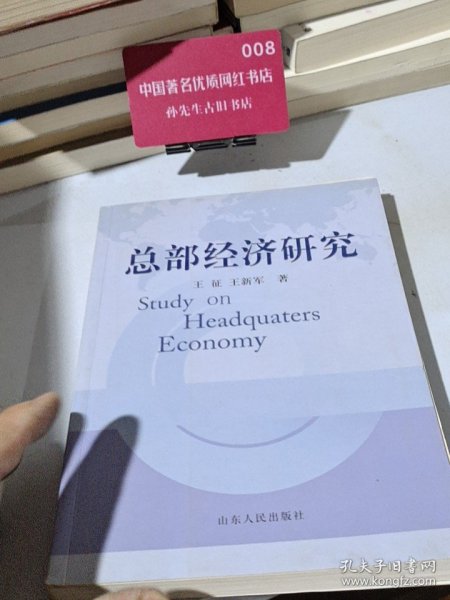 008
中国著名优质网红书店
孙先生古旧书店
总部经济研究
王征 王新军 著
Study on
Headquaters
Economy
山东人民出版社
孔夫子旧书网
www.kongfz.com